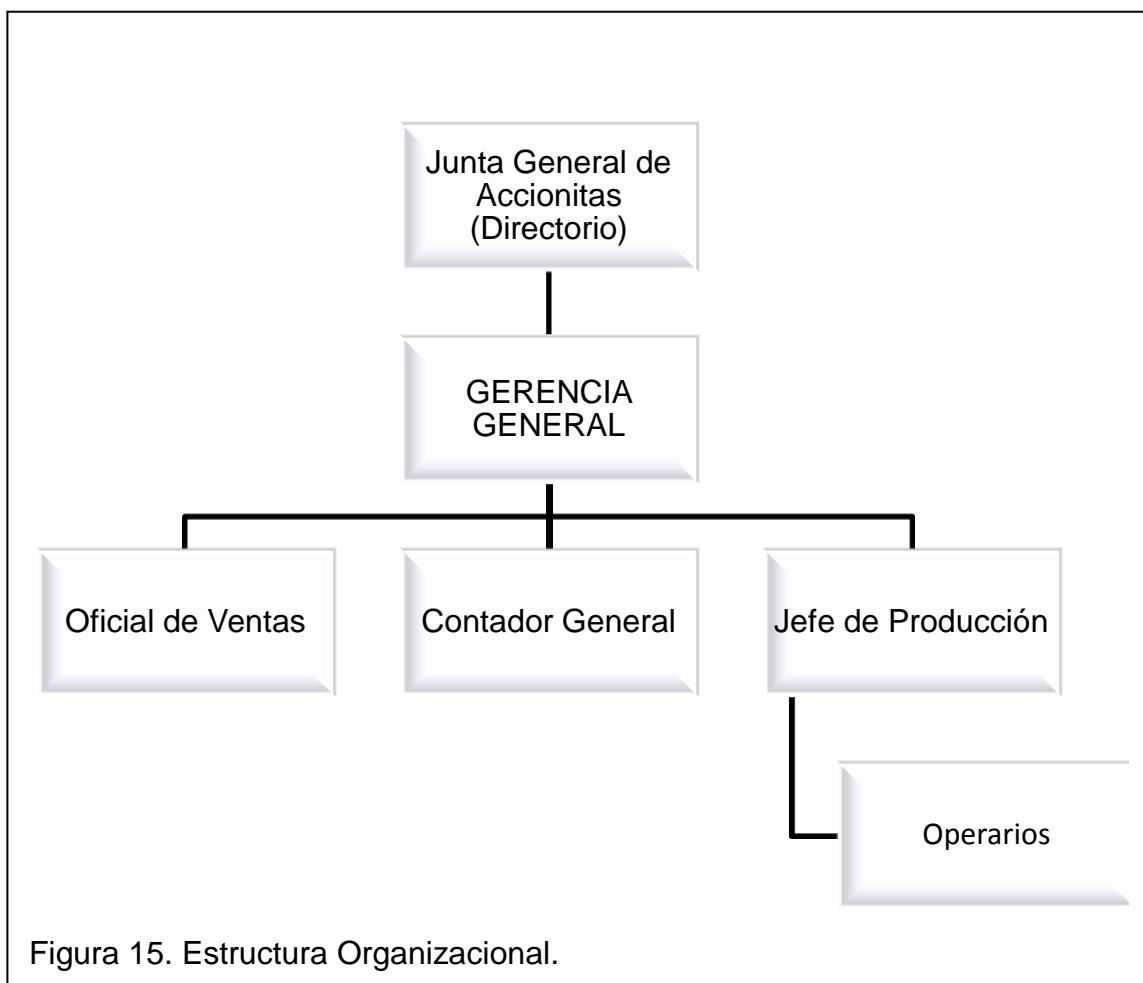 Junta General de
Accionitas
(Directorio)
GERENCIA
GENERAL
Oficial de Ventas
Contador General
Jefe de Producción
Operarios
Figura 15. Estructura Organizacional.